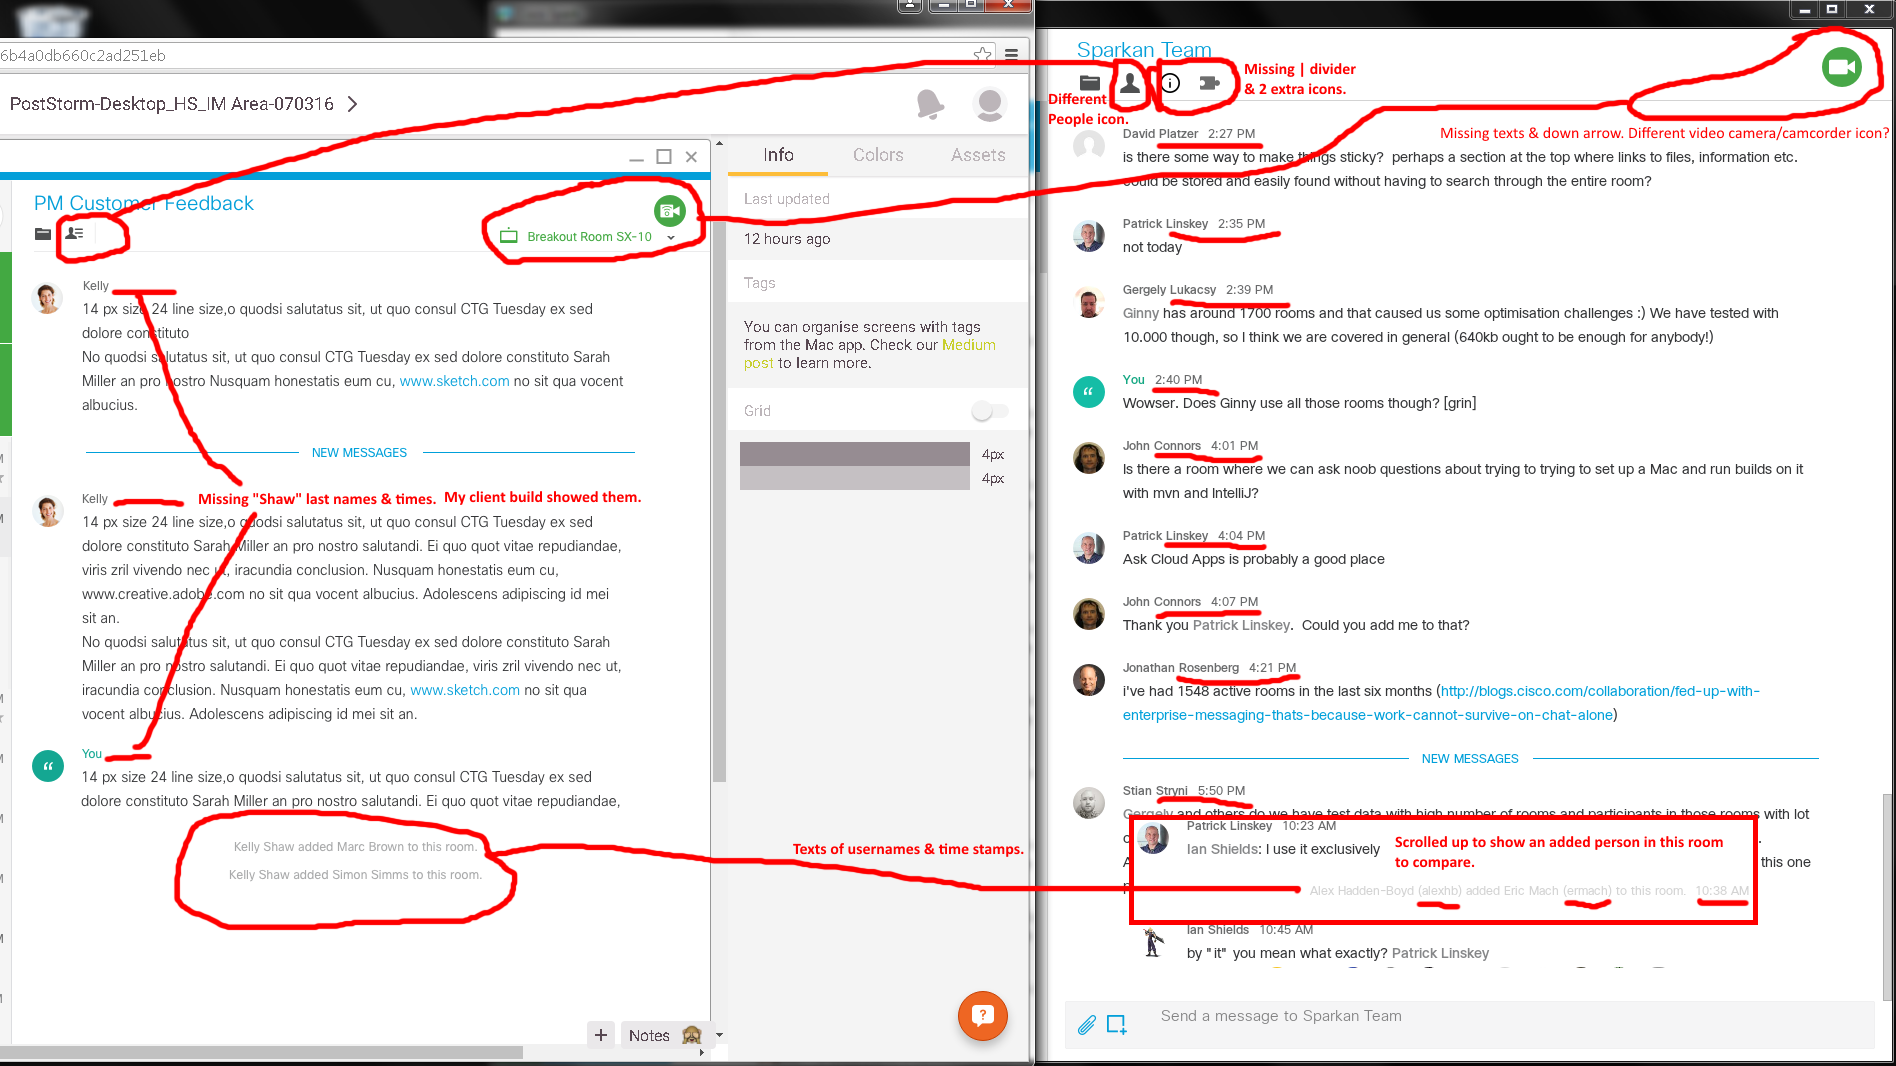 6b4a0db660c2ad251eb
PostStorm-Desktop_HS_IM Area-070316
PM Customer Feedback
Breakout Room SX-10
Kelly
14 px size 24 line size,o quodsi salutatus sit, ut quo consul CTG Tuesday ex sed
dolore constituto
No quodsi salutatus sit, ut quo consul CTG Tuesday ex sed dolore constituto Sarah
Miller an pro nostro Nusquam honestatis eum cu, www.sketch.com no sit qua vocent
albucius.
NEW MESSAGES
Kelly
Missing "Shaw" last names & times. My client build showed them.
14 px size 24 line size,o quodsi salutatus sit, ut quo consul CTG Tuesday ex sed
dolore constituto Sarah Miller an pro nostro salutandi. Ei quo quot vitae repudiandae,
viris zril vivendo nec ut, iracundia conclusion. Nusquam honestatis eum cu,
www.creative.adobe.com no sit qua vocent albucius. Adolescens adipiscing id mei
sit an.
No quodsi salutatus sit, ut quo consul CTG Tuesday ex sed dolore constituto Sarah
Miller an pro nostro salutandi. Ei quo quot vitae repudiandae, viris zril vivendo nec ut,
iracundia conclusion. Nusquam honestatis eum cu, www.sketch.com no sit qua
vocent albucius. Adolescens adipiscing id mei sit an.
You
14 px size 24 line size,o quodsi salutatus sit, ut quo consul CTG Tuesday ex sed
dolore constituto Sarah Miller an pro nostro salutandi. Ei quo quot vitae repudiandae,
Kelly Shaw added Marc Brown to this room.
Kelly Shaw added Simon Simms to this room.
Texts of usernames & time stamps.
+ Notes
Info Colors Assets
Last updated
12 hours ago
Tags
You can organise screens with tags
from the Mac app. Check our Medium
post to learn more.
Grid
4px
4px
Sparkan Team
Missing | divider
& 2 extra icons.
Different
People icon.
Missing texts & down arrow. Different video camera/camcorder icon?
David Platzer 2:27 PM
is there some way to make things sticky? perhaps a section at the top where links to files, information etc.
could be stored and easily found without having to search through the entire room?
Patrick Linskey 2:35 PM
not today
Gergely Lukacsy 2:39 PM
Ginny has around 1700 rooms and that caused us some optimisation challenges :) We have tested with
10.000 though, so I think we are covered in general (640kb ought to be enough for anybody!)
You 2:40 PM
Wowser. Does Ginny use all those rooms though? [grin]
John Connors 4:01 PM
Is there a room where we can ask noob questions about trying to trying to set up a Mac and run builds on it
with mvn and IntelliJ?
Patrick Linskey 4:04 PM
Ask Cloud Apps is probably a good place
John Connors 4:07 PM
Thank you Patrick Linskey. Could you add me to that?
Jonathan Rosenberg 4:21 PM
i've had 1548 active rooms in the last six months (http://blogs.cisco.com/collaboration/fed-up-with-
enterprise-messaging-thats-because-work-cannot-survive-on-chat-alone)
NEW MESSAGES
Stian Stryni 5:50 PM
Gergely and others do we have test data with high number of rooms and participants in those rooms with lot
this one
Patrick Linskey 10:23 AM
Ian Shields: I use it exclusively
Scrolled up to show an added person in this room
to compare.
Alex Hadden-Boyd (alexhb) added Eric Mach (ermach) to this room. 10:38 AM
Ian Shields 10:45 AM
by "it" you mean what exactly? Patrick Linskey
Send a message to Sparkan Team